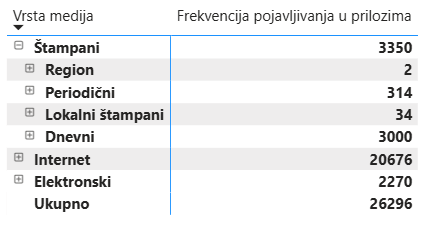 Vrsta medija Frekvencija pojavljivanja u prilozima
Štampani 3350
Region 2
Periodični 314
Lokalni štampani 34
Dnevni 3000
Internet 20676
Elektronski 2270
Ukupno 26296